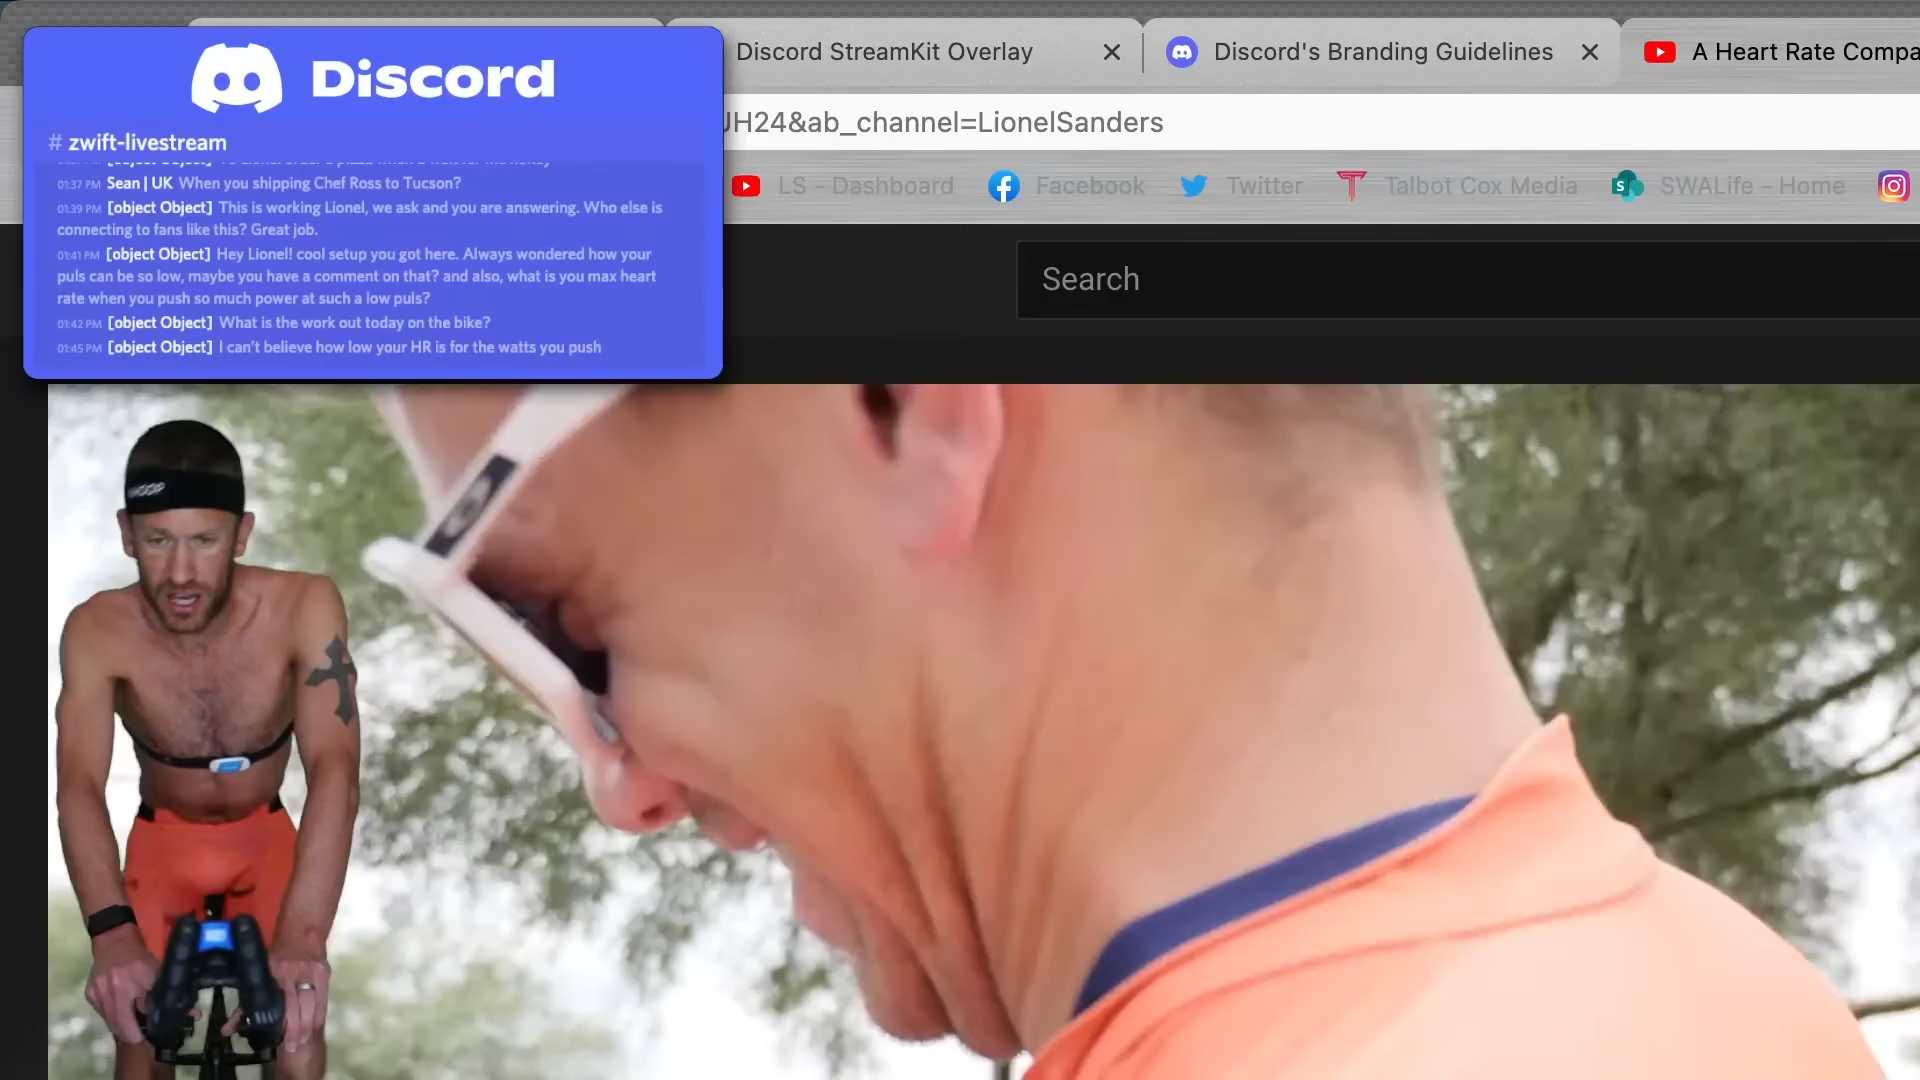 Discord StreamKit Overlay
Discord's Branding Guidelines
A Heart Rate Compa
Discord
JH24&ab_channel=LionelSanders
# zwift-livestream
LS - Dashboard
Facebook
Twitter
Talbot Cox Media
SWALife - Home
01:37 PM Sean | UK When you shipping Chef Ross to Tucson?
01:39 PM [object Object] This is working Lionel, we ask and you are answering. Who else is
connecting to fans like this? Great job.
01:41 PM [object Object] Hey Lionel! cool setup you got here. Always wondered how your
puls can be so low, maybe you have a comment on that? and also, what is you max heart
rate when you push so much power at such a low puls?
01:42 PM [object Object] What is the work out today on the bike?
01:45 PM [object Object] I can't believe how low your HR is for the watts you push
Search
WHOOP